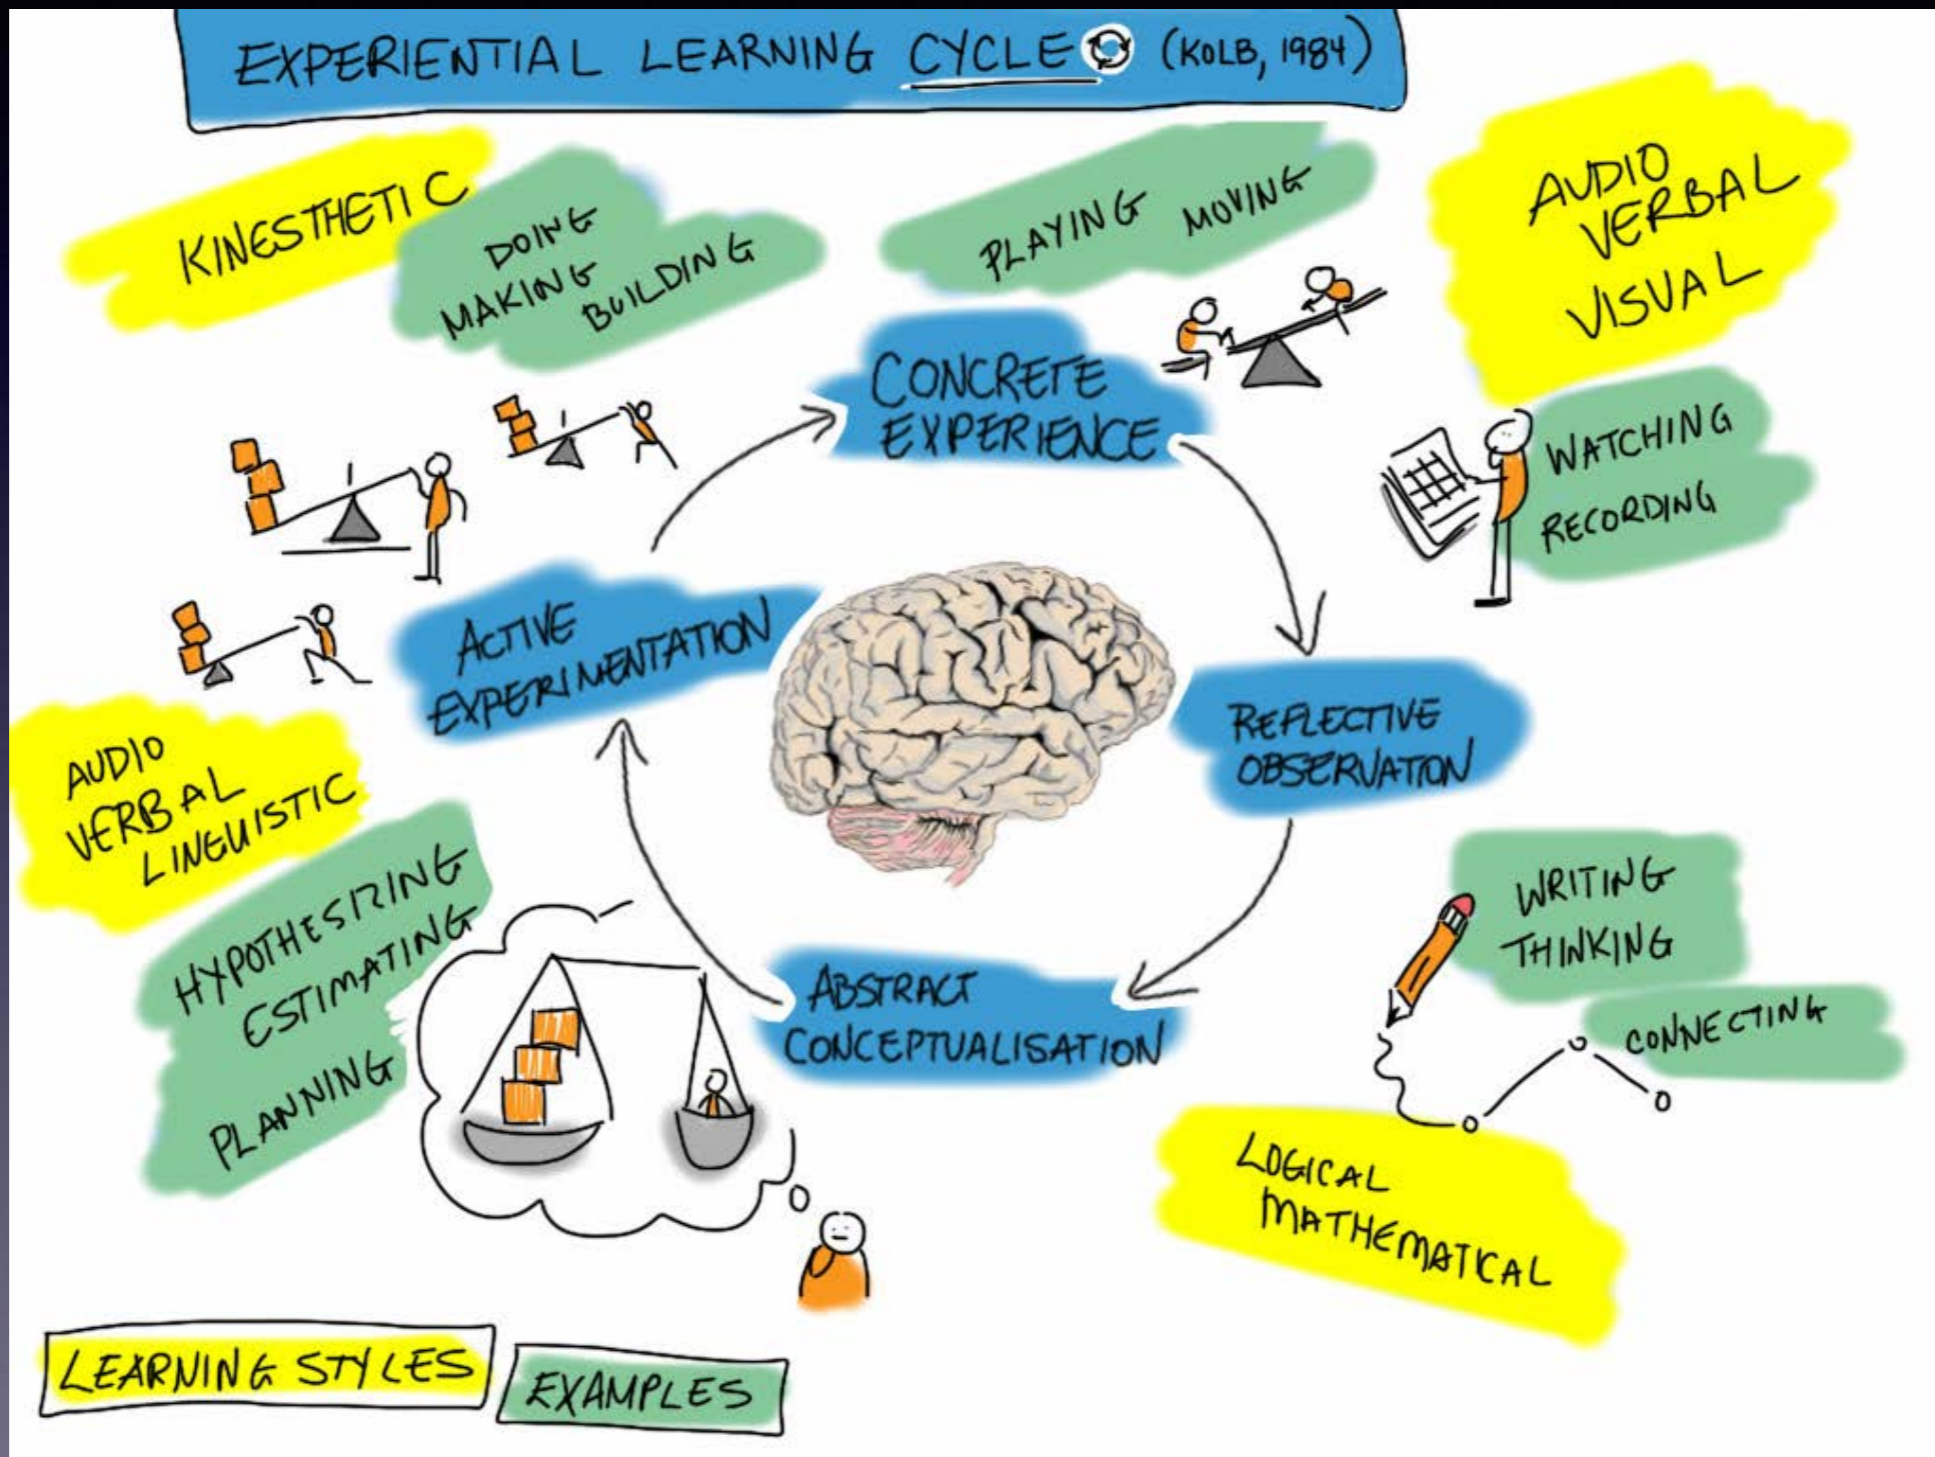 EXPERIENTIAL LEARNING CYCLE (KOLB, 1984)
KINESTHETIC
DOING
MAKING
BUILDING
PLAYING MOVING
AUDIO
VERBAL
VISUAL
CONCRETE
EXPERIENCE
WATCHING
RECORDING
ACTIVE
EXPERIMENTATION
REFLECTIVE
OBSERVATION
AUDIO
VERBAL
LINGUISTIC
HYPOTHESIZING
ESTIMATING
PLANNING
ABSTRACT
CONCEPTUALISATION
WRITING
THINKING
CONNECTING
LOGICAL
MATHEMATICAL
LEARNING STYLES
EXAMPLES